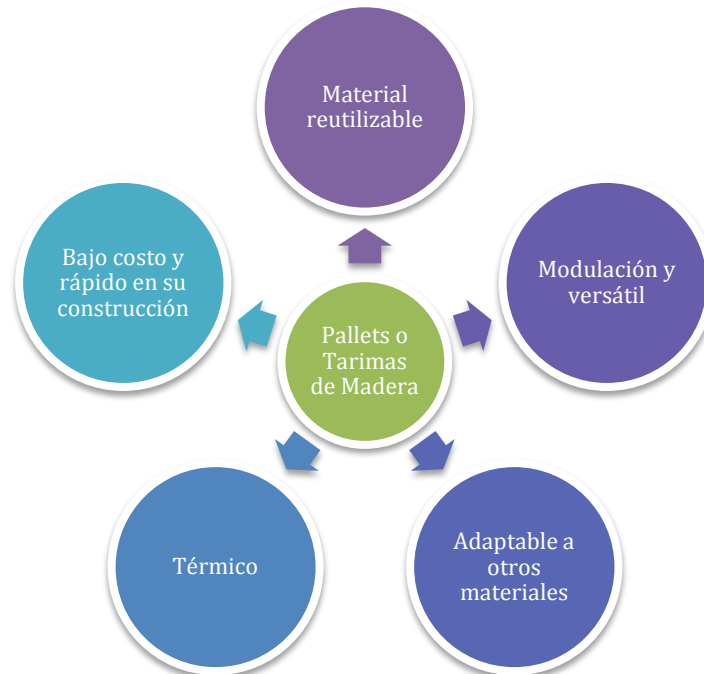 Material
reutilizable
Bajo costo y
rápido en su
construcción
Modulación y
versátil
Pallets o
Tarimas
de Madera
Térmico
Adaptable a
otros
materiales